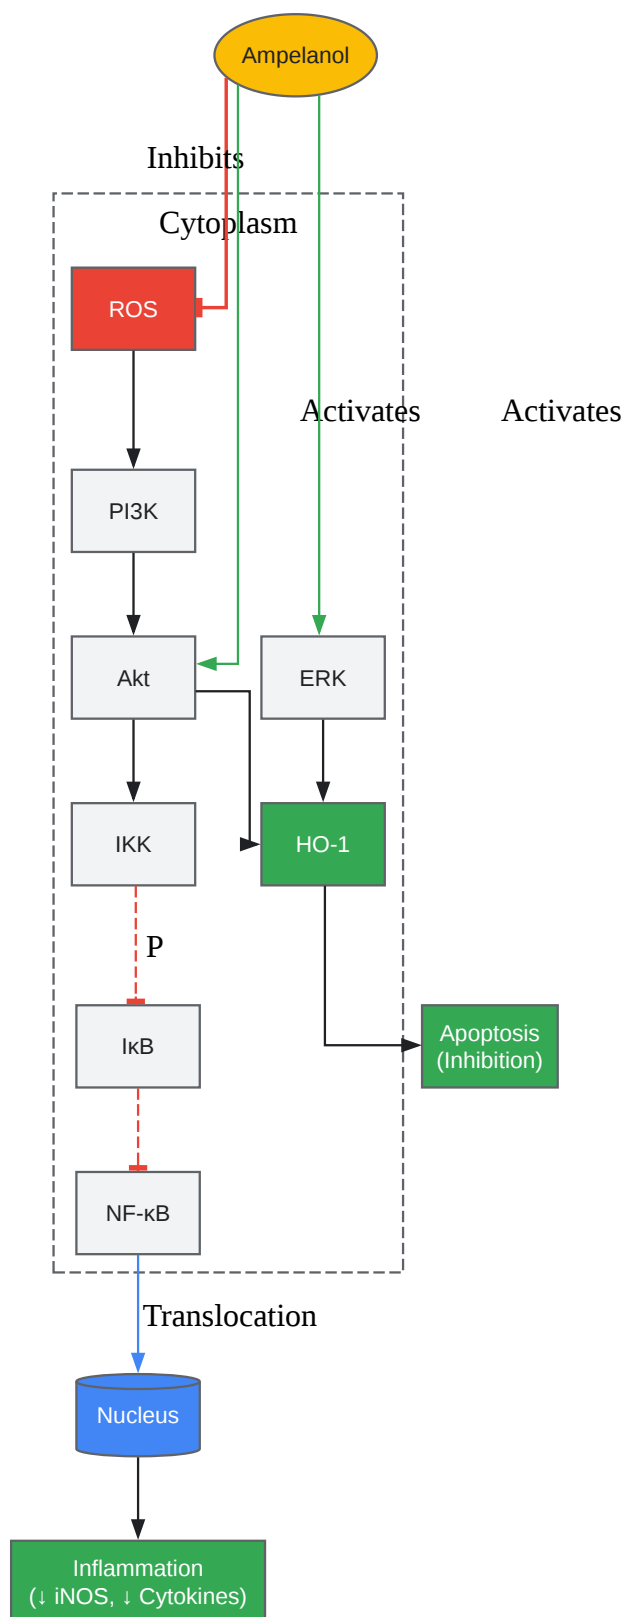 Ampelanol
Inhibits
Cytoplasm
ROS
Activates
Activates
PI3K
Akt
ERK
IKK
HO-1
P
IκB
Apoptosis
(Inhibition)
NF-κB
Translocation
Nucleus
Inflammation
(↓ iNOS, ↓ Cytokines)